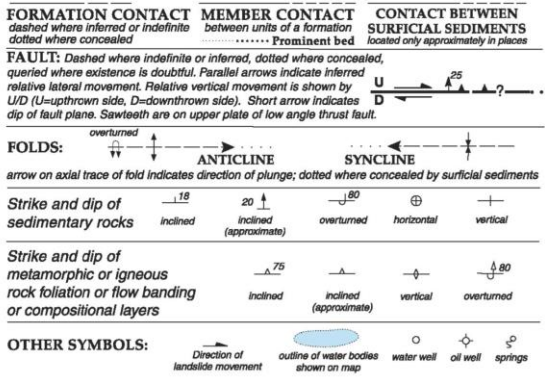 FORMATION CONTACT
dashed where inferred or indefinite
dotted where concealed
MEMBER CONTACT
between units of a formation
Prominent bed
CONTACT BETWEEN
SURFICIAL SEDIMENTS
located only approximately in places
FAULT: Dashed where indefinite or inferred, dotted where concealed,
queried where existence is doubtful. Parallel arrows indicate inferred
relative lateral movement. Relative vertical movement is shown by
U/D (U=upthrown side, D=downthrown side). Short arrow indicates
dip of fault plane. Sawteeth are on upper plate of low angle thrust fault.
U
D
25
?
FOLDS:
overturned
ANTICLINE
SYNCLINE
arrow on axial trace of fold indicates direction of plunge; dotted where concealed by surficial sediments
Strike and dip of
sedimentary rocks
18
inclined
20
inclined
(approximate)
80
overturned
horizontal
vertical
Strike and dip of
metamorphic or igneous
rock foliation or flow banding
or compositional layers
75
inclined
inclined
(approximate)
vertical
80
overturned
OTHER SYMBOLS:
Direction of
landslide movement
outline of water bodies
shown on map
water well
oil well
springs